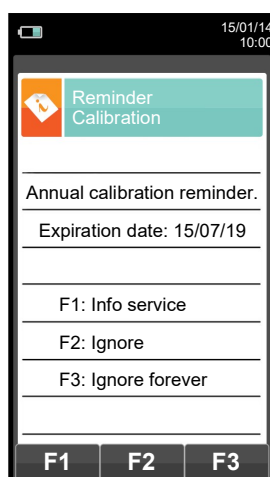 15/01/14
10:00
Reminder
Calibration
Annual calibration reminder.
Expiration date: 15/07/19
F1: Info service
F2: Ignore
F3: Ignore forever
F1 F2 F3